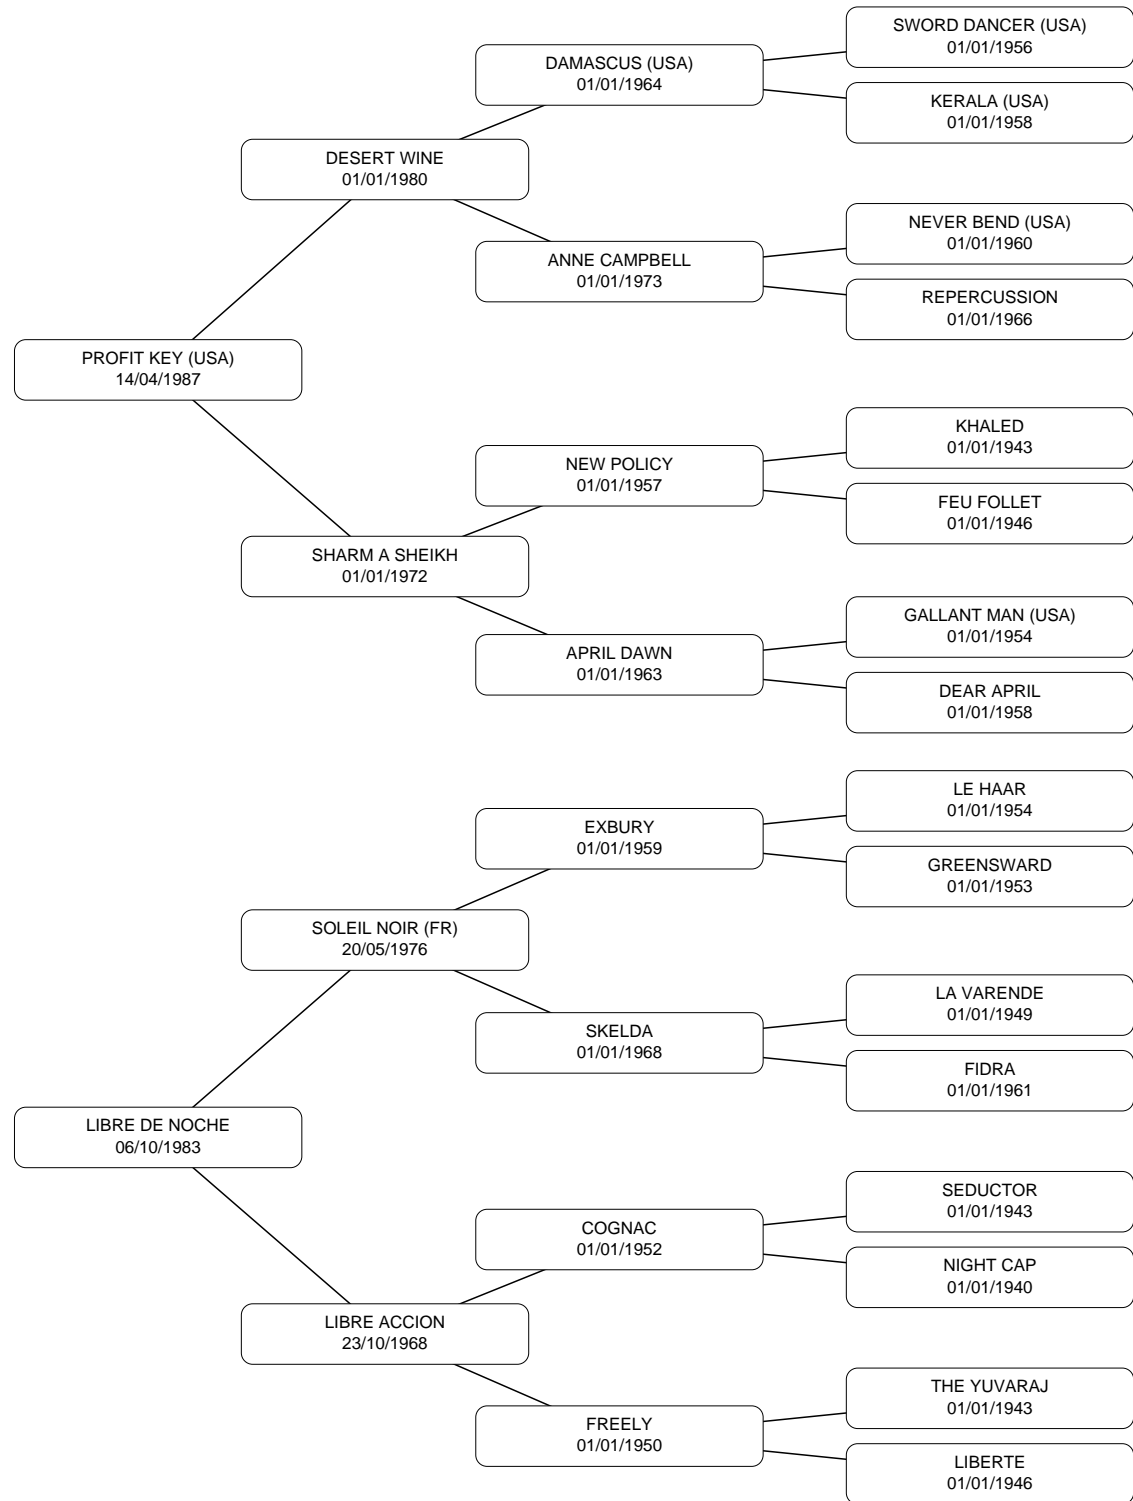 SWORD DANCER (USA)
01/01/1956
DAMASCUS (USA)
01/01/1964
KERALA (USA)
01/01/1958
DESERT WINE
01/01/1980
NEVER BEND (USA)
01/01/1960
ANNE CAMPBELL
01/01/1973
REPERCUSSION
01/01/1966
PROFIT KEY (USA)
14/04/1987
KHALED
01/01/1943
NEW POLICY
01/01/1957
FEU FOLLET
01/01/1946
SHARM A SHEIKH
01/01/1972
GALLANT MAN (USA)
01/01/1954
APRIL DAWN
01/01/1963
DEAR APRIL
01/01/1958
LE HAAR
01/01/1954
EXBURY
01/01/1959
GREENSWARD
01/01/1953
SOLEIL NOIR (FR)
20/05/1976
LA VARENDE
01/01/1949
SKELDA
01/01/1968
FIDRA
01/01/1961
LIBRE DE NOCHE
06/10/1983
SEDUCTOR
01/01/1943
COGNAC
01/01/1952
NIGHT CAP
01/01/1940
LIBRE ACCION
23/10/1968
THE YUVARAJ
01/01/1943
FREELY
01/01/1950
LIBERTE
01/01/1946